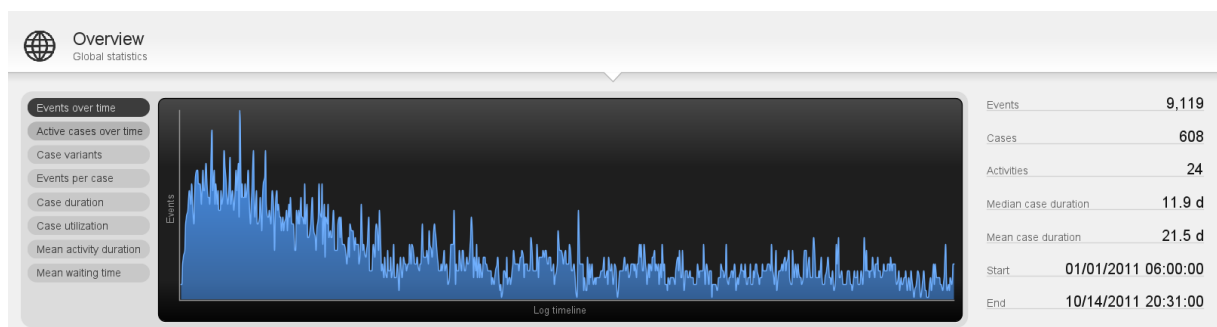 Overview
Global statistics
Events over time
Active cases over time
Case variants
Events per case
Case duration
Case utilization
Mean activity duration
Mean waiting time
Events
Log timeline
Events 9,119
Cases 608
Activities 24
Median case duration 11.9 d
Mean case duration 21.5 d
Start 01/01/2011 06:00:00
End 10/14/2011 20:31:00